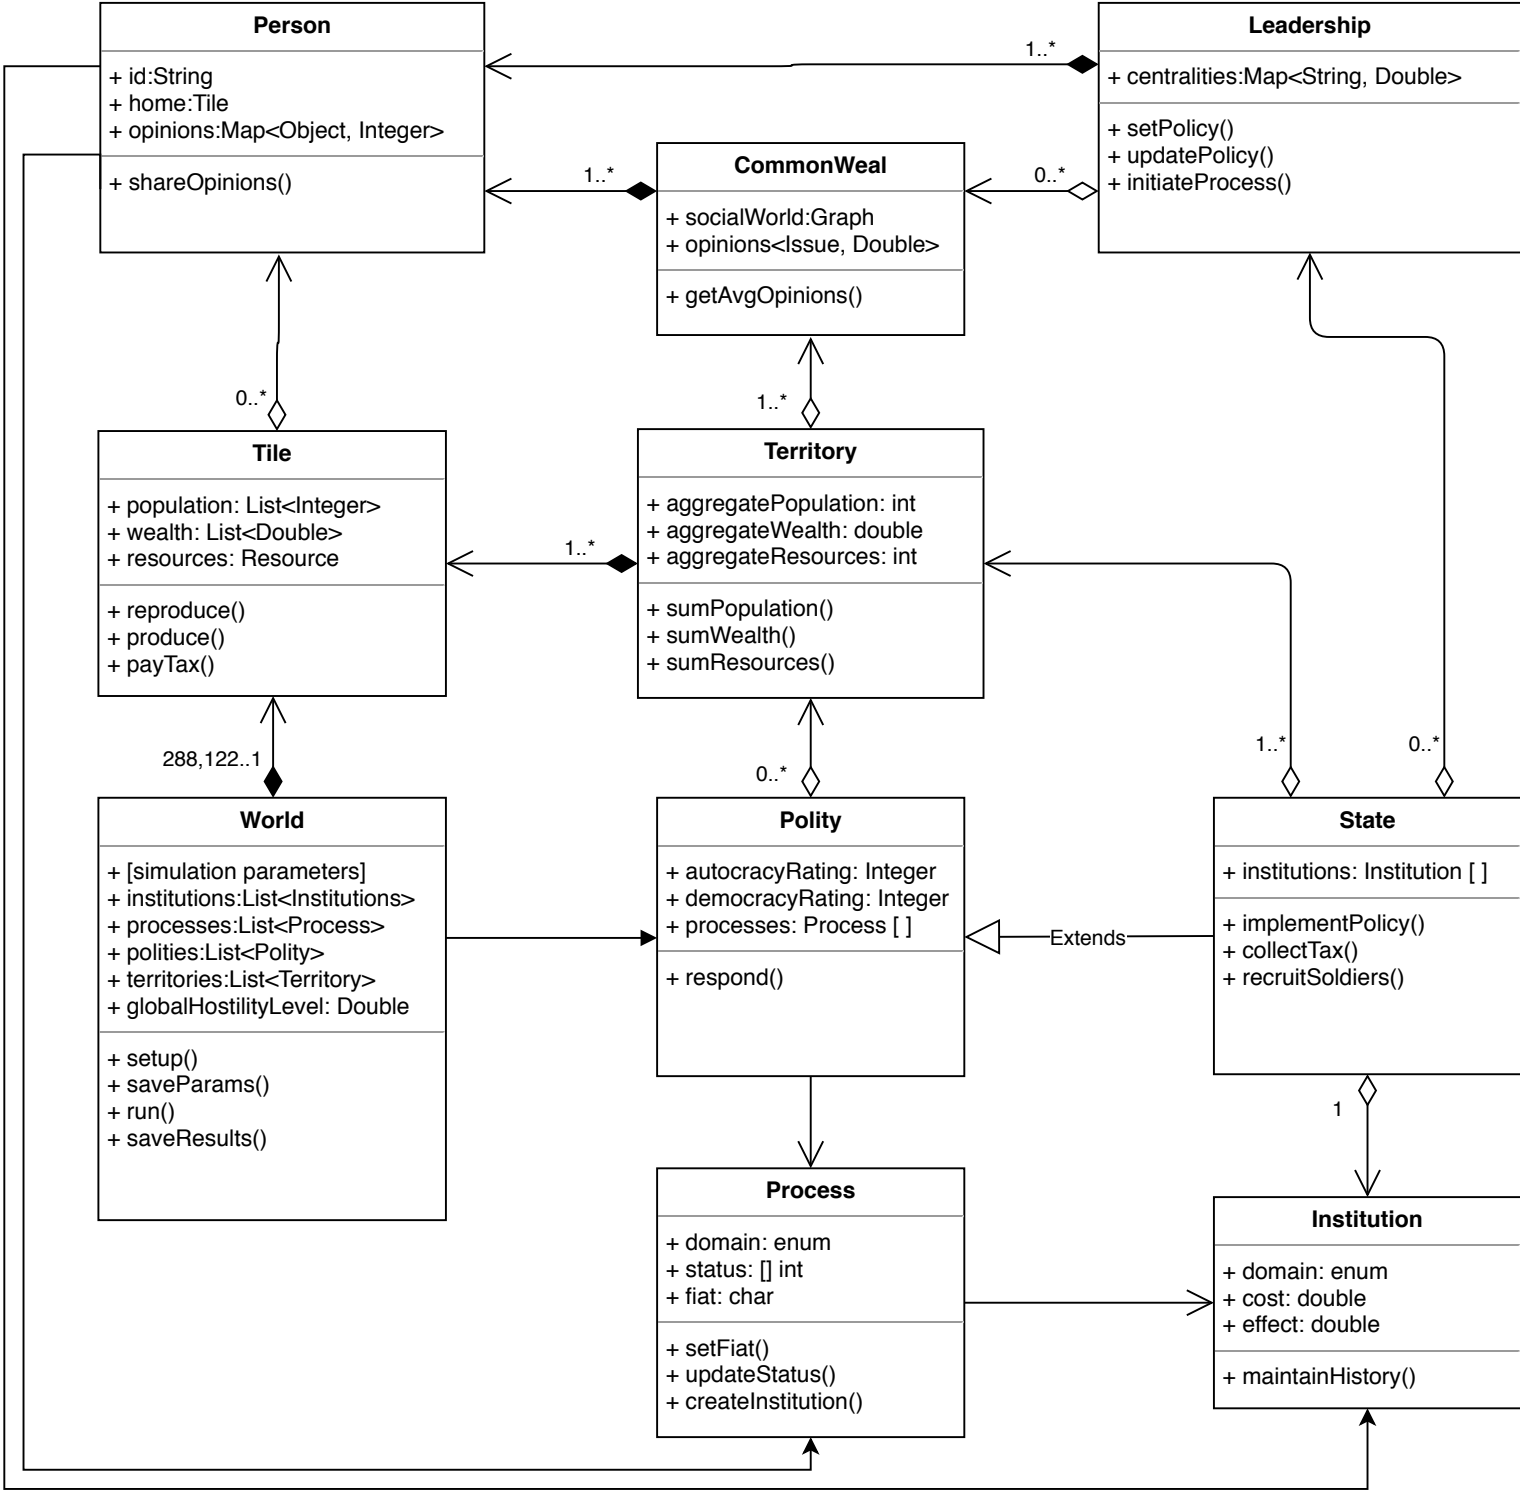 Person
+ id:String
+ home:Tile
+ opinions:Map<Object, Integer>
+ shareOpinions()
1..*
Leadership
+ centralities:Map<String, Double>
+ setPolicy()
+ updatePolicy()
+ initiateProcess()
1..*
CommonWeal
+ socialWorld:Graph
+ opinions<Issue, Double>
+ getAvgOpinions()
0..*
0..*
Tile
+ population: List<Integer>
+ wealth: List<Double>
+ resources: Resource
+ reproduce()
+ produce()
+ payTax()
1..*
1..*
Territory
+ aggregatePopulation: int
+ aggregateWealth: double
+ aggregateResources: int
+ sumPopulation()
+ sumWealth()
+ sumResources()
288,122..1
0..*
1..*
0..*
World
+ [simulation parameters]
+ institutions:List<Institutions>
+ processes:List<Process>
+ polities:List<Polity>
+ territories:List<Territory>
+ globalHostilityLevel: Double
+ setup()
+ saveParams()
+ run()
+ saveResults()
Polity
+ autocracyRating: Integer
+ democracyRating: Integer
+ processes: Process [ ]
+ respond()
Extends
State
+ institutions: Institution [ ]
+ implementPolicy()
+ collectTax()
+ recruitSoldiers()
1
Process
+ domain: enum
+ status: [] int
+ fiat: char
+ setFiat()
+ updateStatus()
+ createInstitution()
Institution
+ domain: enum
+ cost: double
+ effect: double
+ maintainHistory()